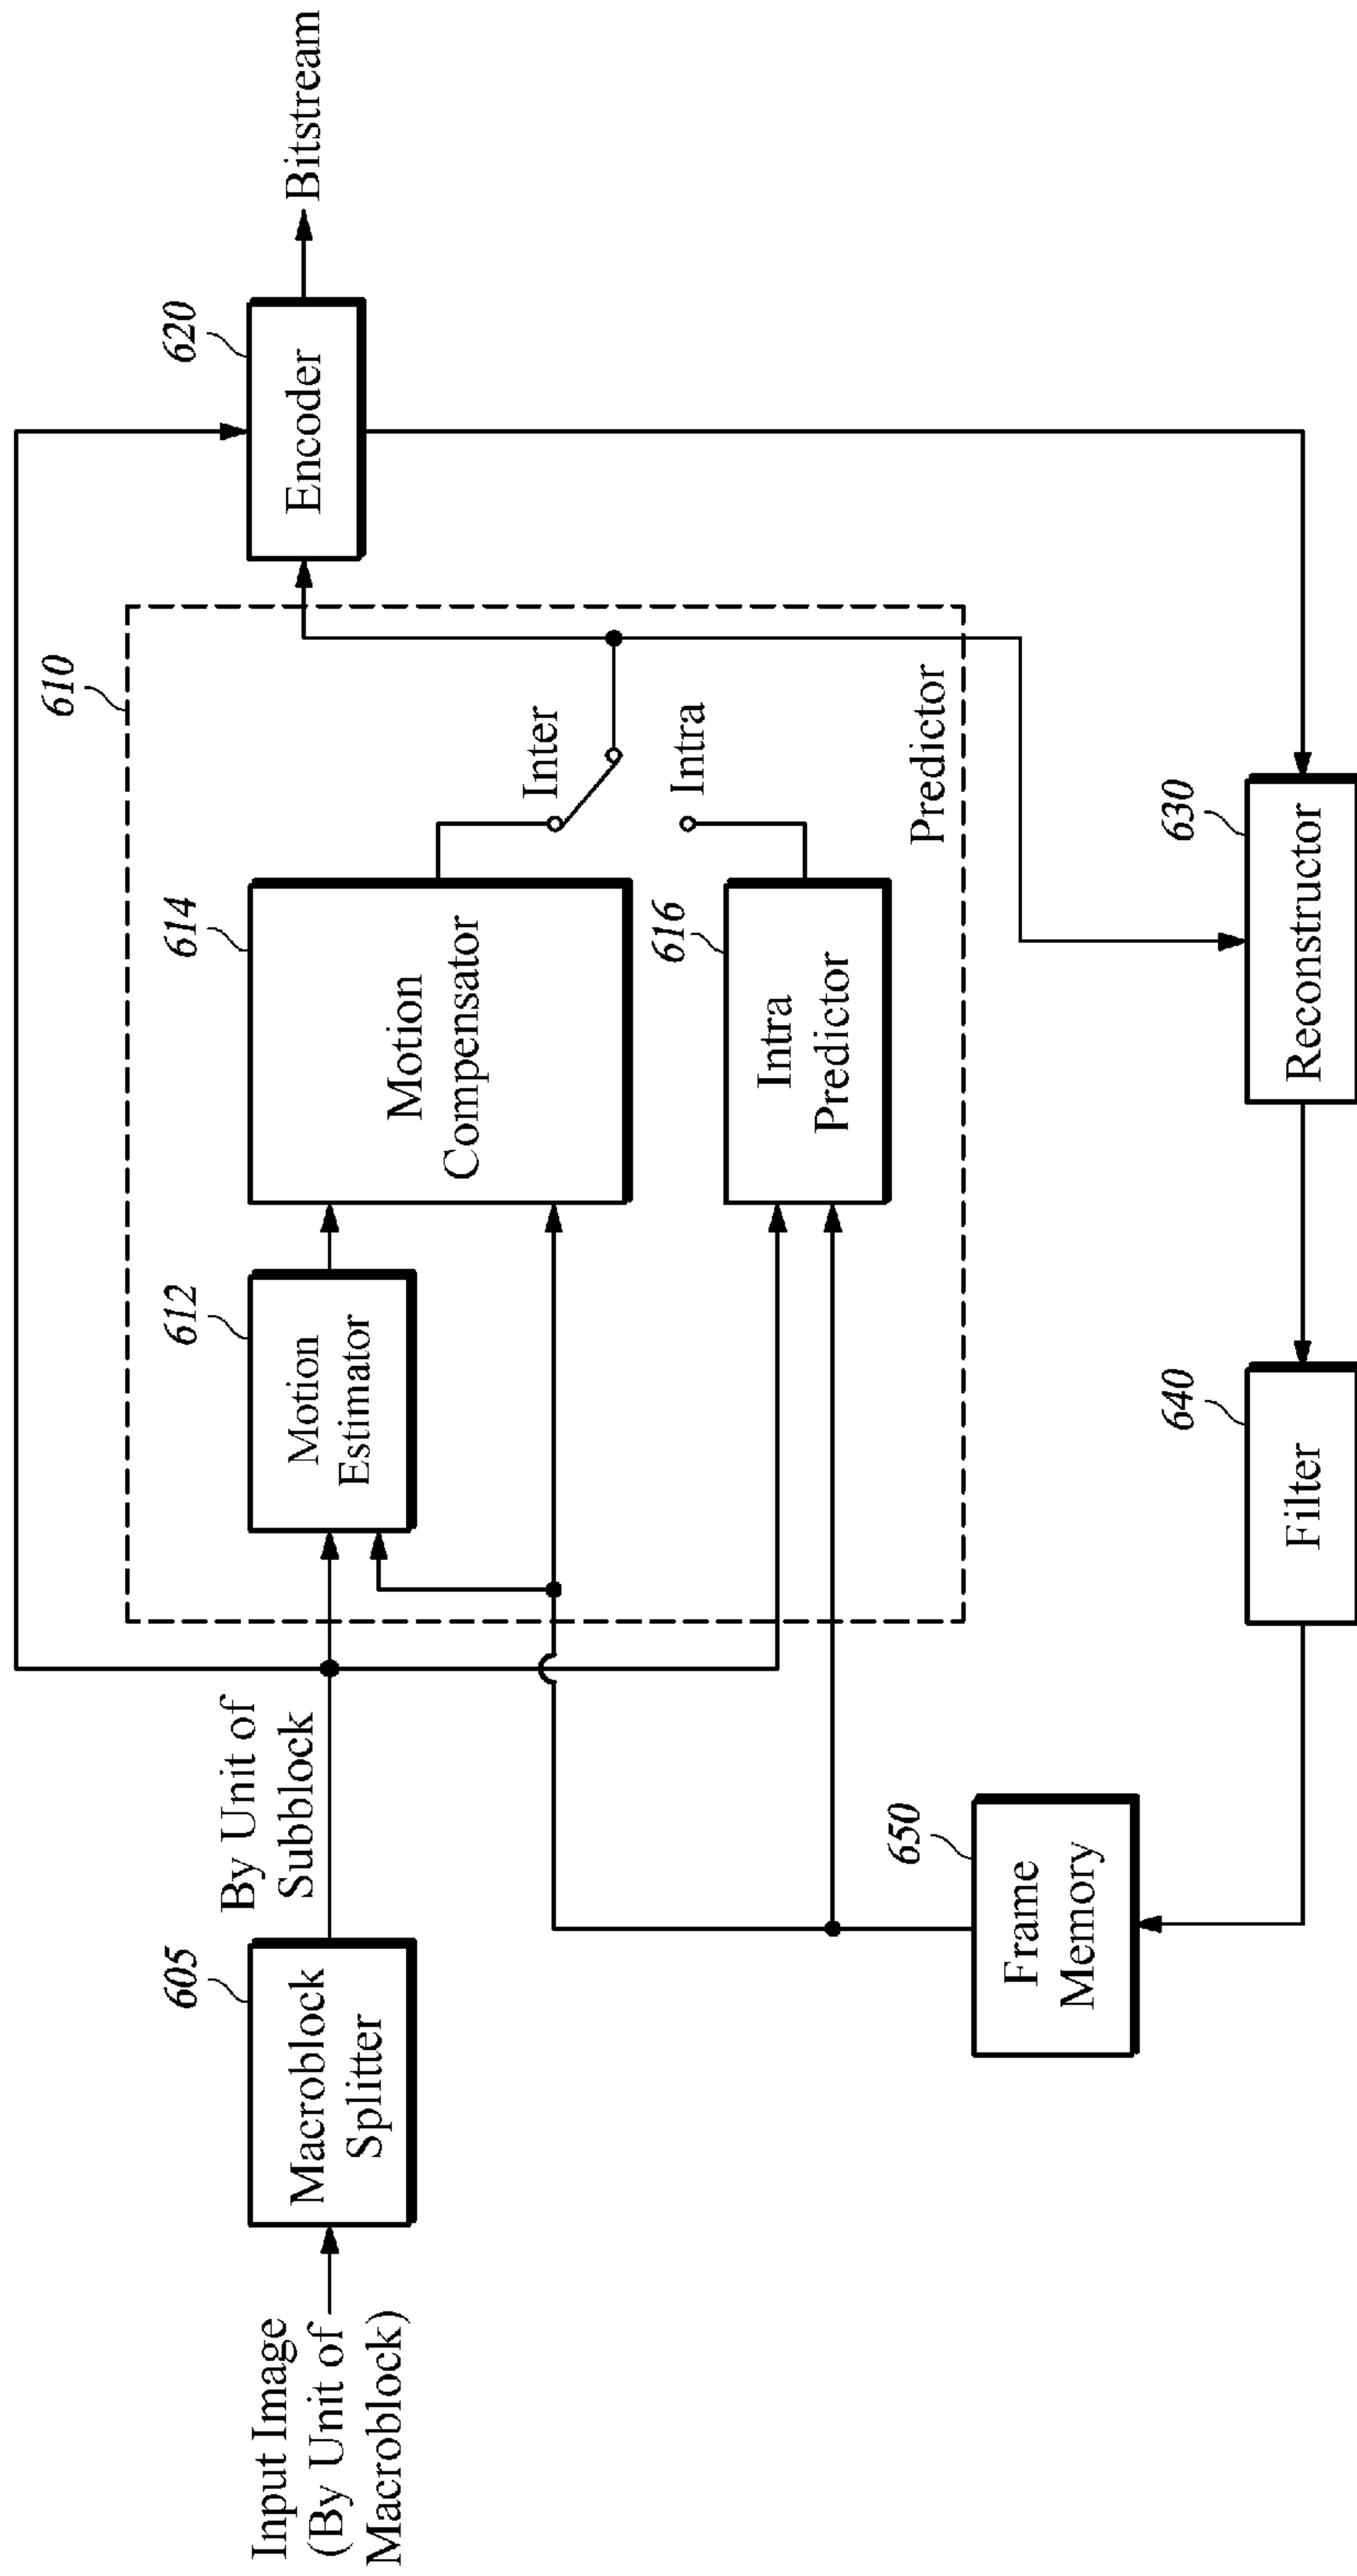 Input Image
(By Unit of
Macroblock)
605
Macroblock
Splitter
By Unit of
Subblock
610
612
Motion
Estimator
614
Motion
Compensator
616
Intra
Predictor
Inter
Intra
Predictor
620
Encoder
Bitstream
650
Frame
Memory
640
Filter
630
Reconstructor